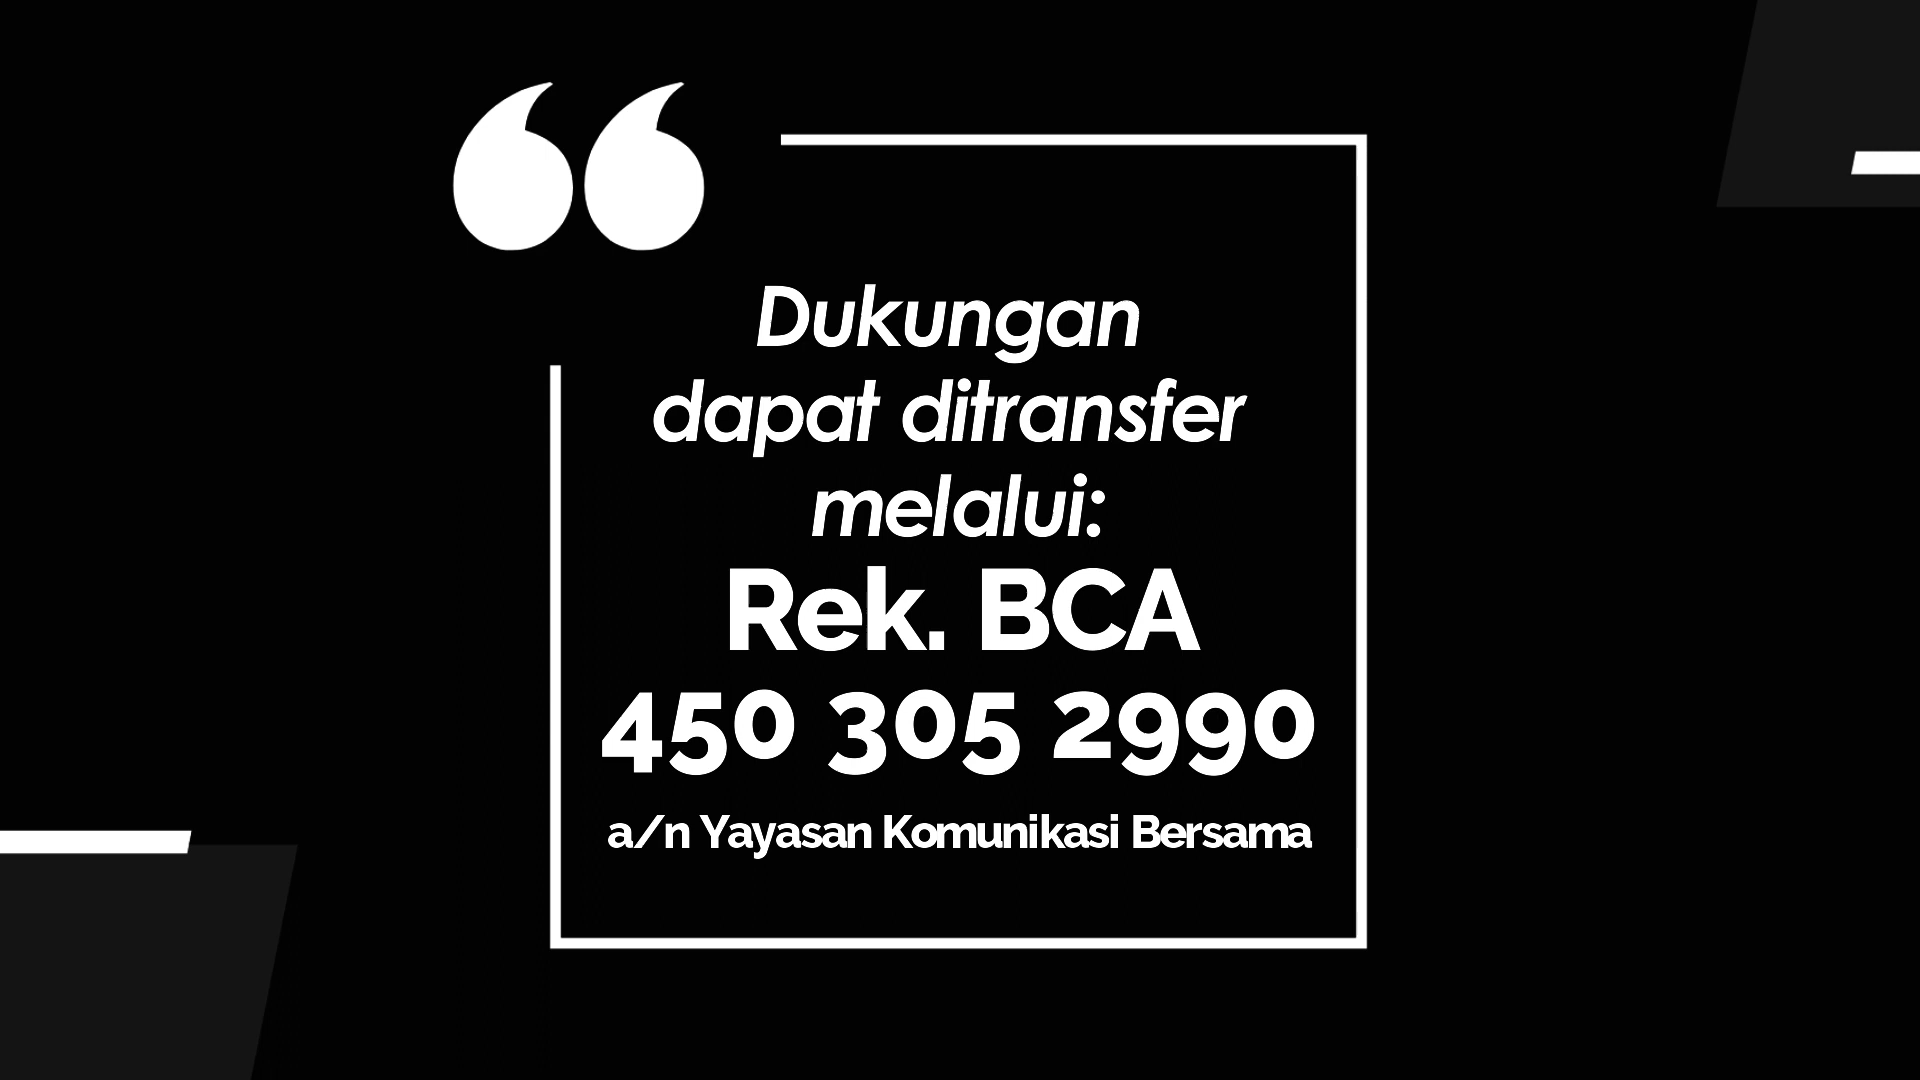 Dukungan
dapat ditransfer
melalui:
Rek. BCA
450 305 2990
a/n Yayasan Komunikasi Bersama